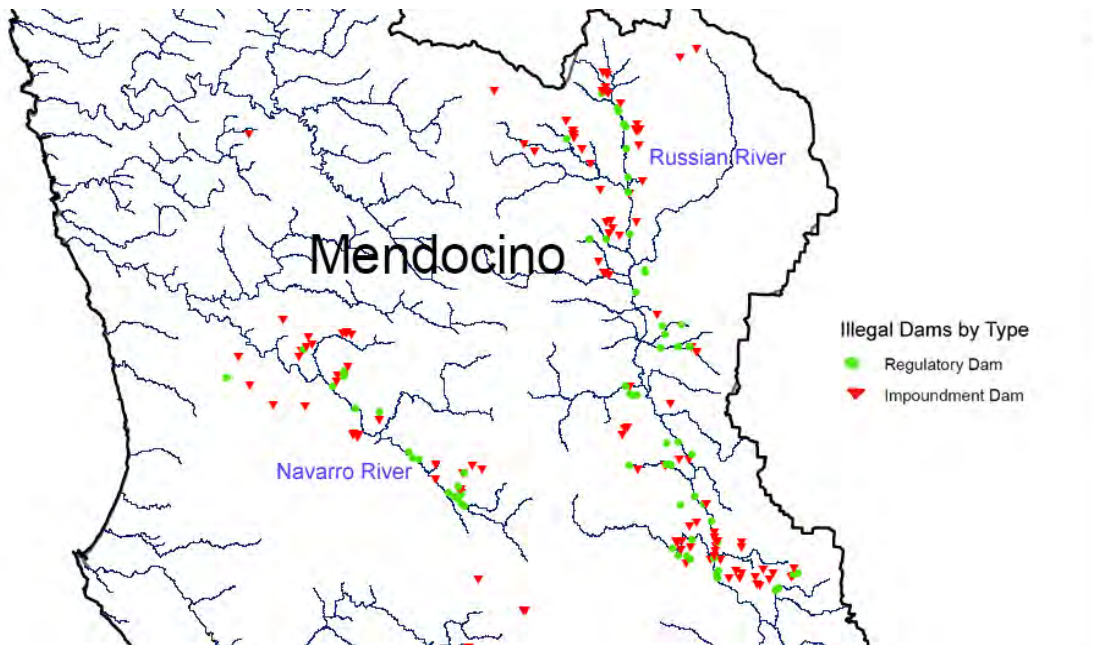 Russian River
Mendocino
Illegal Dams by Type
Regulatory Dam
Impoundment Dam
Navarro River